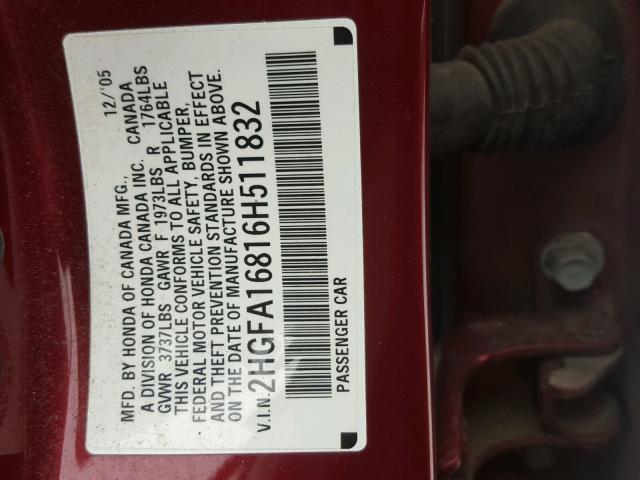 MFD. BY HONDA OF CANADA MFG., 12/'05
A DIVISION OF HONDA CANADA INC. CANADA
GVWR 3737LBS GAWR F 1973LBS R 1764LBS
THIS VEHICLE CONFORMS TO ALL APPLICABLE
FEDERAL MOTOR VEHICLE SAFETY, BUMPER,
AND THEFT PREVENTION STANDARDS IN EFFECT
ON THE DATE OF MANUFACTURE SHOWN ABOVE.
V.I.N. 2HGFA16816H511832
PASSENGER CAR